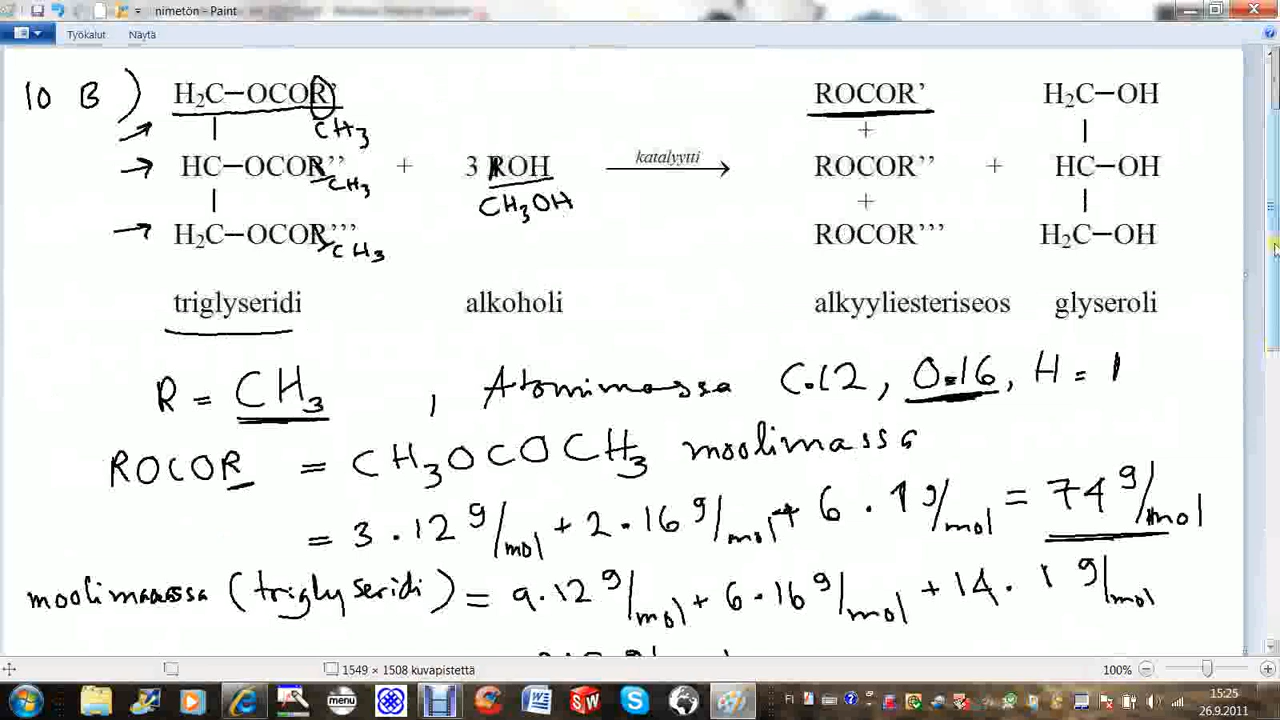 nimetön - Paint
Työkalut Näytä
10 B) H₂C–OCOR' ROCOR' H₂C–OH
CH₃ +
HC–OCOR'' + 3 ROH katalyytti ROCOR'' + HC–OH
CH₃ CH₃OH +
H₂C–OCOR''' ROCOR''' H₂C–OH
CH₃
triglyseridi alkoholi alkyyliesteriseos glyseroli
R = CH₃ , Atomimassa C.12, O=16, H = 1
ROCOR = CH₃OCOCH₃ moolimassa
= 3 · 12 g/mol + 2 · 16 g/mol + 6 · 1 g/mol = 74 g/mol
moolimassa (triglyseridi) = 9·12 g/mol + 6·16 g/mol + 14 · 1 g/mol
1549 × 1508 kuvapistettä 100%
menu W SW S FI 15:25
26.9.2011